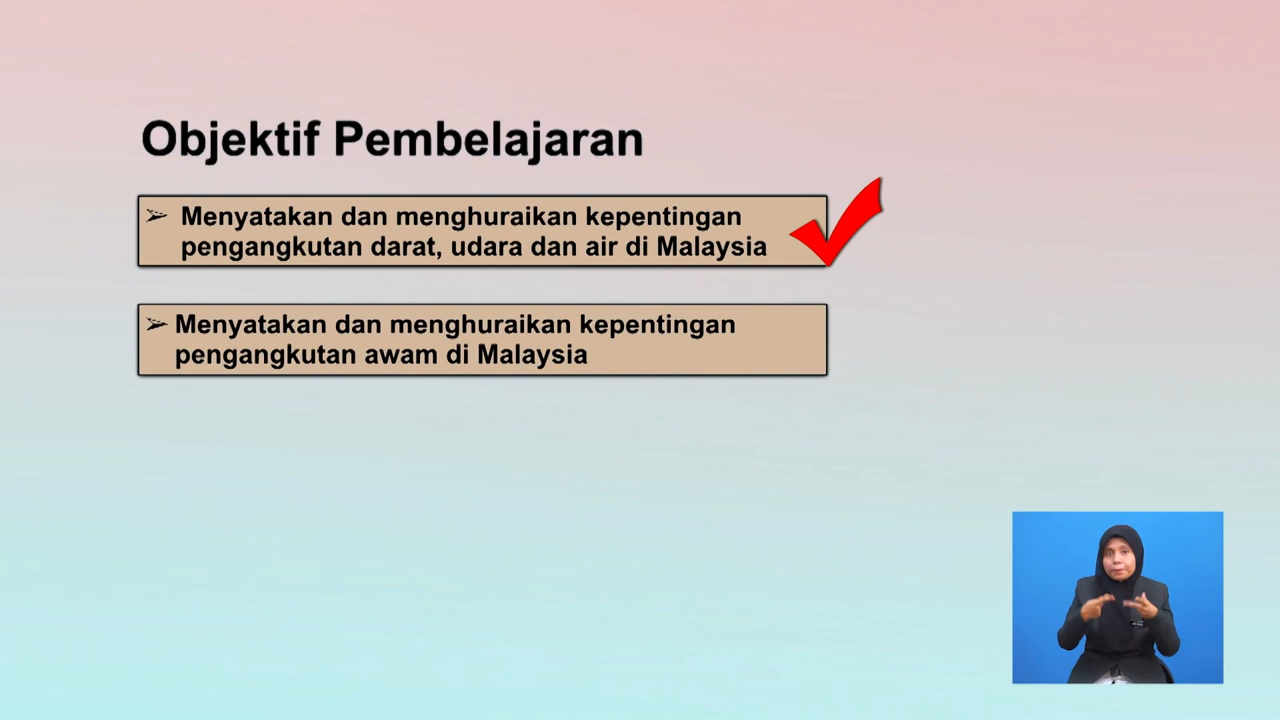 Objektif Pembelajaran
➢ Menyatakan dan menghuraikan kepentingan
pengangkutan darat, udara dan air di Malaysia
➢ Menyatakan dan menghuraikan kepentingan
pengangkutan awam di Malaysia